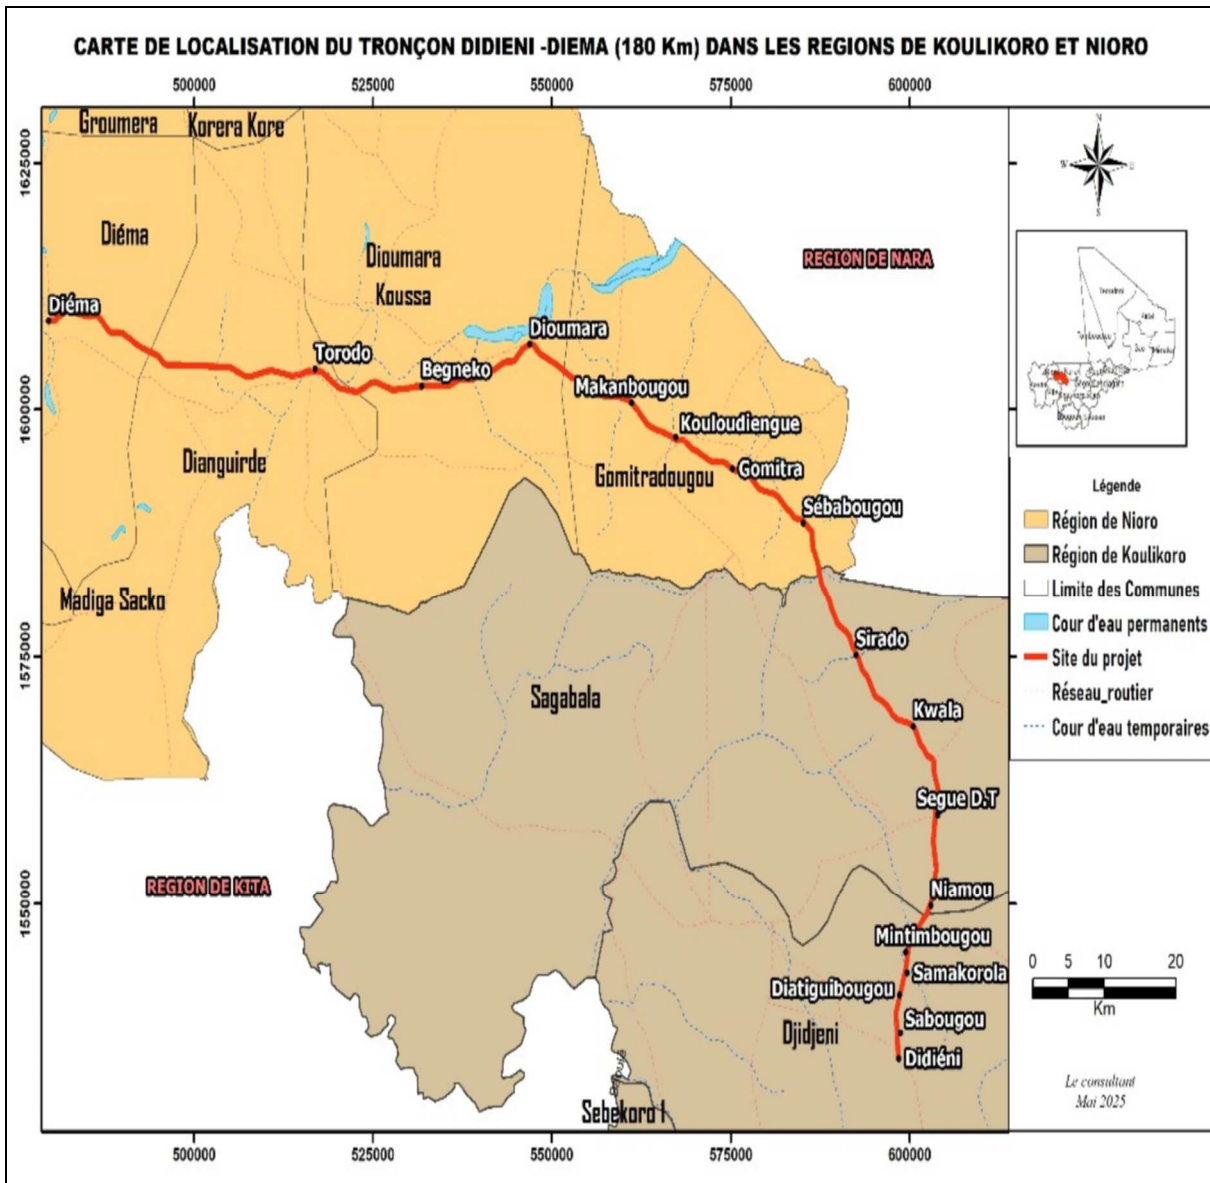 CARTE DE LOCALISATION DU TRONÇON DIDIENI -DIEMA (180 Km) DANS LES REGIONS DE KOULIKORO ET NIORO
500000 525000 550000 575000 600000
Groumera
Korera Kore
N
W
S
1625000
Diéma
Dioumara
Koussa
REGION DE NARA
Diéma
Dioumara
Torodo
Begneko
Makanbougou
1600000
Kouloudiengue
Dianguirde
Gomitradougou
Gomitra
Sébabougou
Légende
Région de Nioro
Région de Koulikoro
Limite des Communes
Cour d'eau permanents
Site du projet
Réseau_routier
Cour d'eau temporaires
Madiga Sacko
Sirado
1575000
Sagabala
Kwala
Segue D.T
REGION DE KITA
Niamou
1550000
Mintimbougou
Samakorola
Diatiguibougou
0 5 10 20
Km
Sabougou
Djidjeni
Didiéni
Le consultant
Mai 2025
Sebekoro I
500000 525000 550000 575000 600000